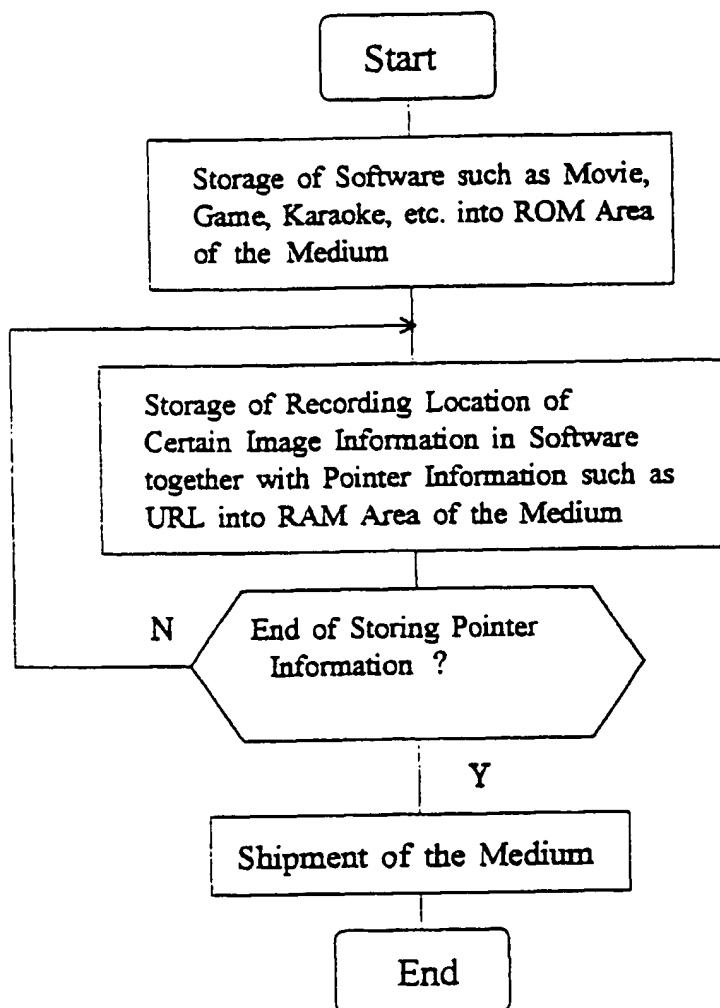 Start
Storage of Software such as Movie,
Game, Karaoke, etc. into ROM Area
of the Medium
Storage of Recording Location of
Certain Image Information in Software
together with Pointer Information such as
URL into RAM Area of the Medium
N
End of Storing Pointer
Information ?
Y
Shipment of the Medium
End